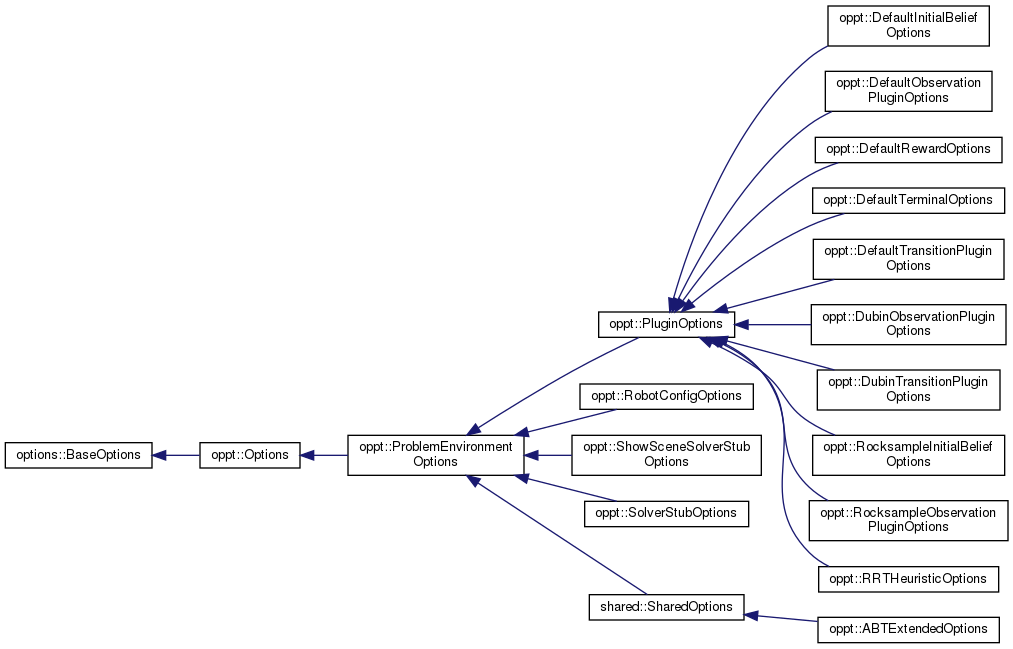 oppt::DefaultInitialBelief
Options
oppt::DefaultObservation
PluginOptions
oppt::DefaultRewardOptions
oppt::DefaultTerminalOptions
oppt::DefaultTransitionPlugin
Options
oppt::PluginOptions
oppt::DubinObservationPlugin
Options
oppt::DubinTransitionPlugin
Options
oppt::RobotConfigOptions
options::BaseOptions
oppt::Options
oppt::ProblemEnvironment
Options
oppt::ShowSceneSolverStub
Options
oppt::RocksampleInitialBelief
Options
oppt::SolverStubOptions
oppt::RocksampleObservation
PluginOptions
oppt::RRTHeuristicOptions
shared::SharedOptions
oppt::ABTExtendedOptions